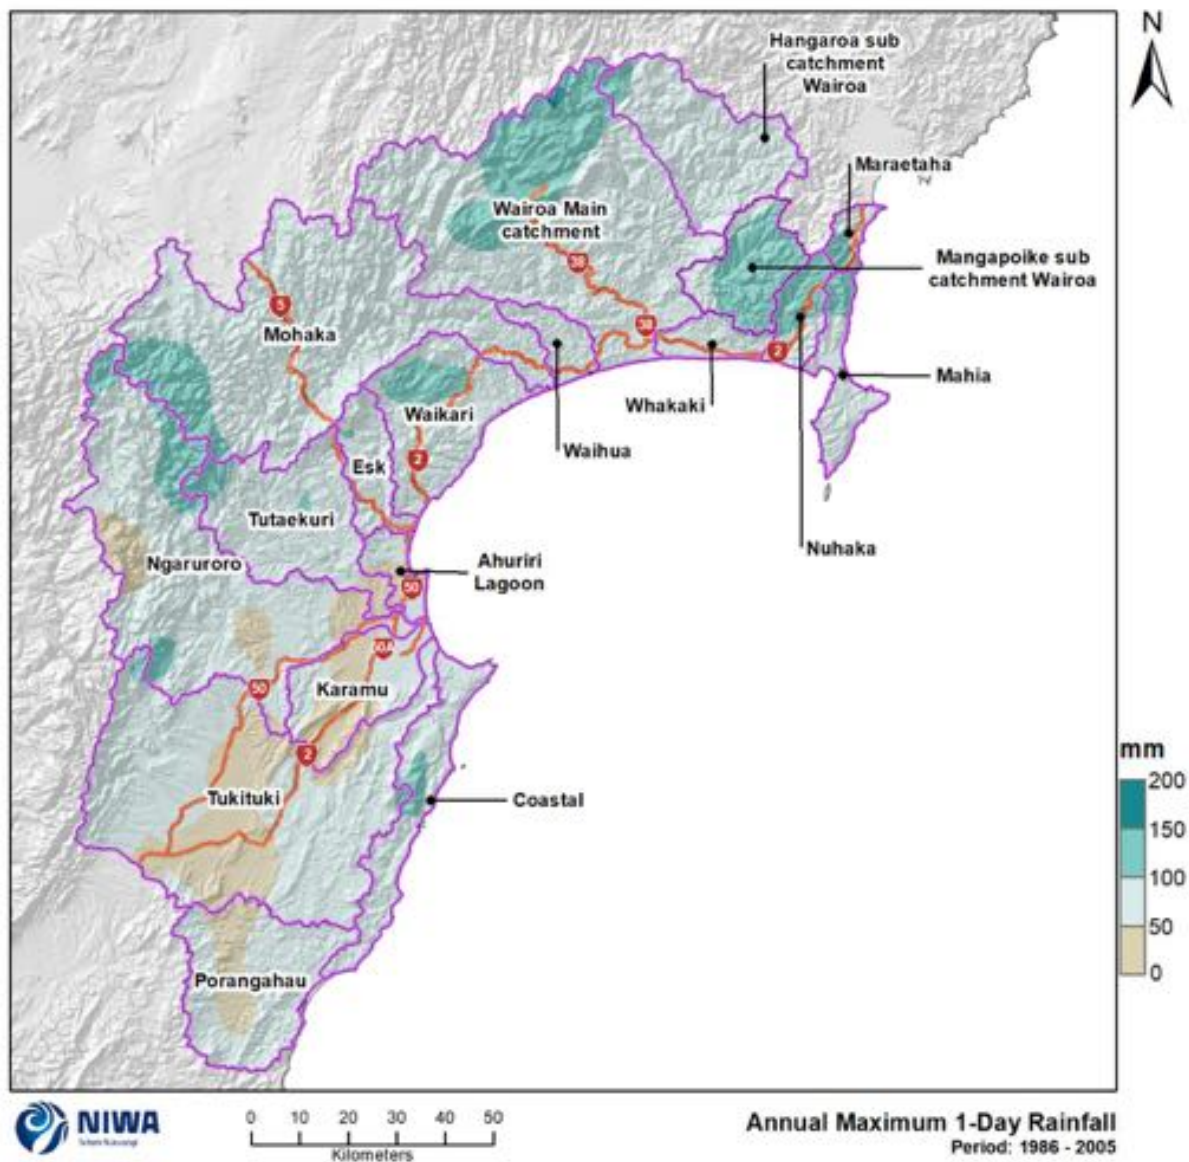 N
Hangaroa sub
catchment
Wairoa
Maraetaha
Wairoa Main
catchment
Mangapoike sub
catchment Wairoa
38
5
38
Mohaka
2
Mahia
Whakaki
Waikari
Waihua
2
Esk
Tutaekuri
Nuhaka
Ngaruroro
Ahuriri
Lagoon
50
50A
50
Karamu
2
Tukituki
Coastal
Porangahau
mm
200
150
100
50
0
NIWA
0 10 20 30 40 50
Kilometers
Annual Maximum 1-Day Rainfall
Period: 1986 - 2005